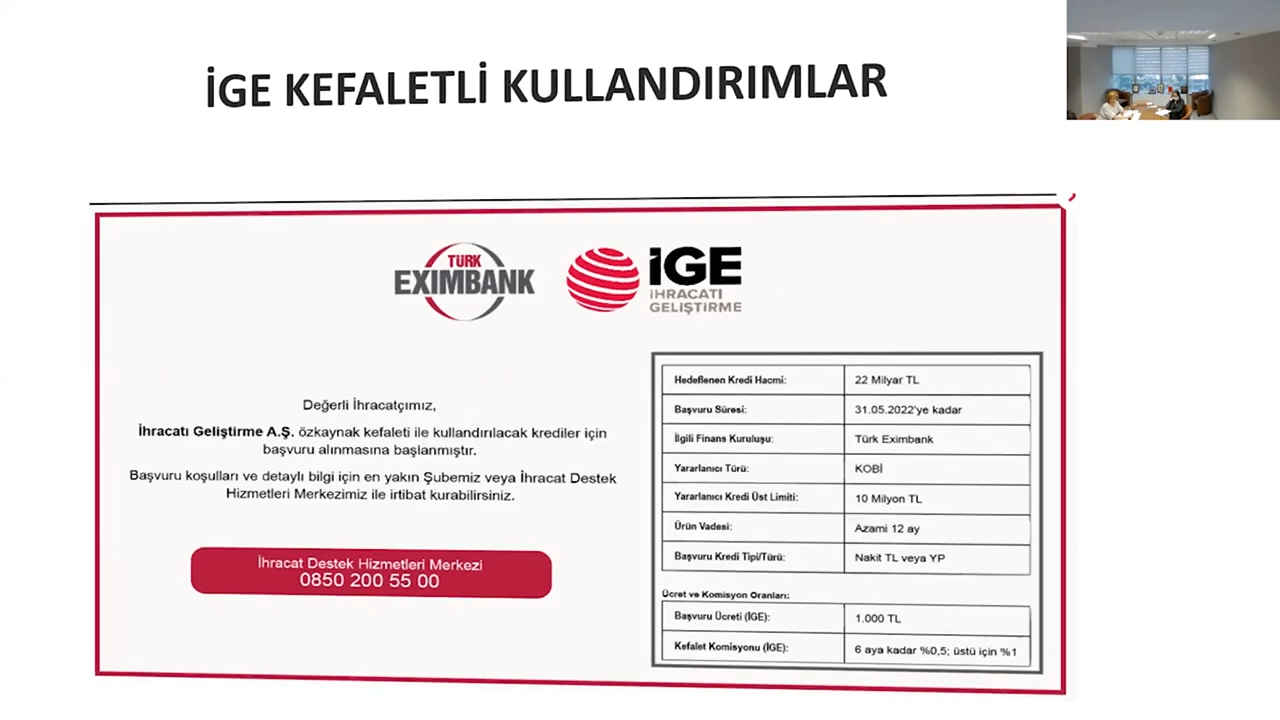 İGE KEFALETLİ KULLANDIRIMLAR
TÜRK
EXIMBANK
İGE
İHRACATI
GELİŞTİRME
Değerli İhracatçımız,
İhracatı Geliştirme A.Ş. özkaynak kefaleti ile kullandırılacak krediler için
başvuru alınmasına başlanmıştır.
Başvuru koşulları ve detaylı bilgi için en yakın Şubemiz veya İhracat Destek
Hizmetleri Merkezimiz ile irtibat kurabilirsiniz.
İhracat Destek Hizmetleri Merkezi
0850 200 55 00
Hedeflenen Kredi Hacmi: 22 Milyar TL
Başvuru Süresi: 31.05.2022'ye kadar
İlgili Finans Kuruluşu: Türk Eximbank
Yararlanıcı Türü: KOBİ
Yararlanıcı Kredi Üst Limiti: 10 Milyon TL
Ürün Vadesi: Azami 12 ay
Başvuru Kredi Tipi/Türü: Nakit TL veya YP
Ücret ve Komisyon Oranları:
Başvuru Ücreti (İGE): 1.000 TL
Kefalet Komisyonu (İGE): 6 aya kadar %0,5; üstü için %1